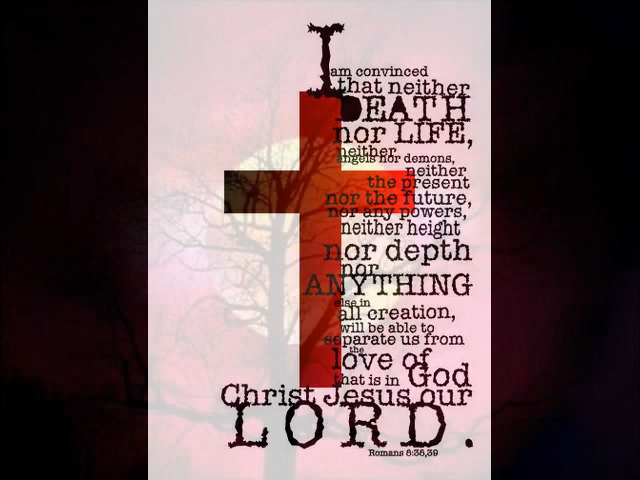 I
am convinced
that neither
DEATH
nor LIFE,
neither
angels nor demons,
neither
the present
nor the future,
nor any powers,
neither height
nor depth
nor
ANYTHING
else in
all creation,
will be able to
separate us from
the
love of
that is in God
Christ Jesus our
LORD.
Romans 8:38,39